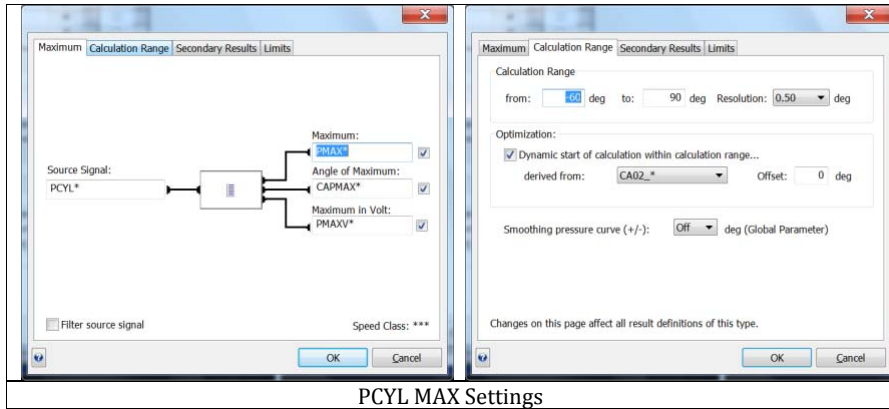 Maximum Calculation Range Secondary Results Limits
Maximum:
PMAX*
Source Signal:
PCYL*
Angle of Maximum:
CAPMAX*
Maximum in Volt:
PMAXV*
Filter source signal
Speed Class: ***
OK Cancel
Maximum Calculation Range Secondary Results Limits
Calculation Range
from: -60 deg to: 90 deg Resolution: 0.50 deg
Optimization:
Dynamic start of calculation within calculation range...
derived from: CA02_* Offset: 0 deg
Smoothing pressure curve (+/-): Off deg (Global Parameter)
Changes on this page affect all result definitions of this type.
OK Cancel
PCYL MAX Settings